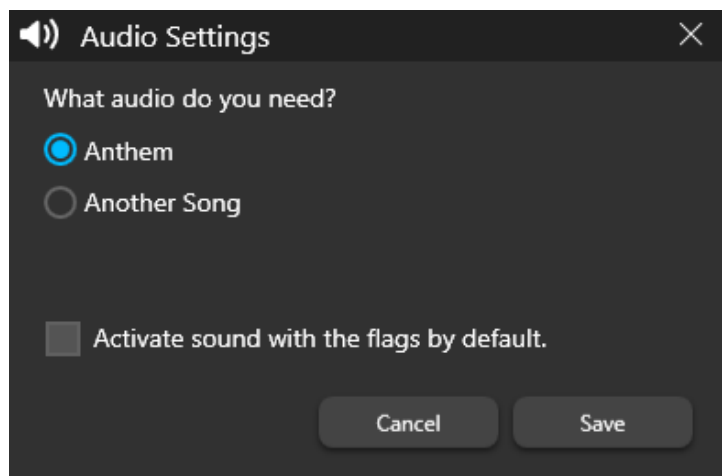 Audio Settings
What audio do you need?
Anthem
Another Song
Activate sound with the flags by default.
Cancel
Save